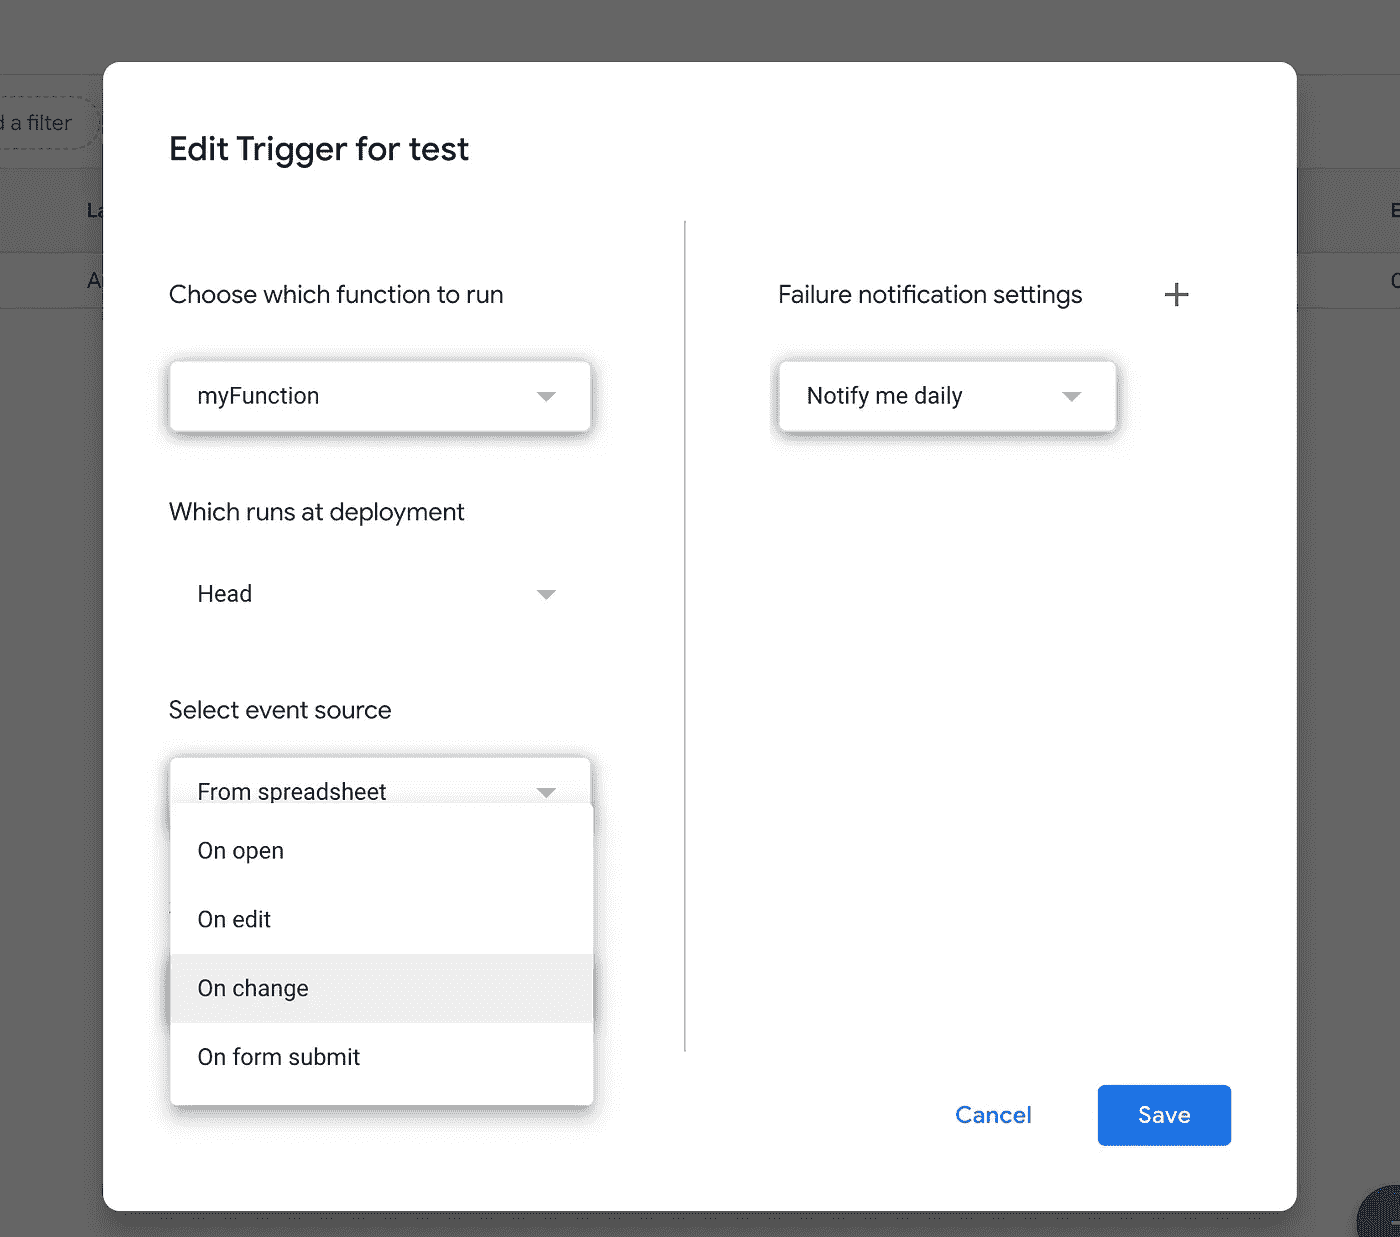 a filter
Edit Trigger for test
Choose which function to run
myFunction
Which runs at deployment
Head
Select event source
From spreadsheet
On open
On edit
On change
On form submit
Failure notification settings
Notify me daily
Cancel
Save